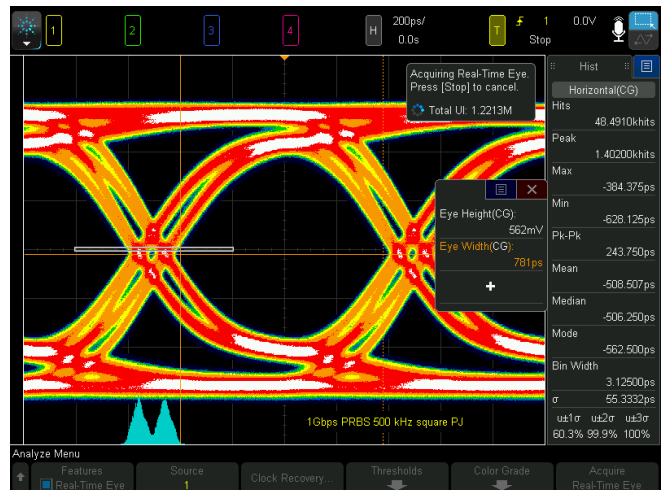 1
2
3
4
H
200ps/
0.0s
T
1
0.0V
Stop
Acquiring Real-Time Eye.
Press [Stop] to cancel.
Total UI: 1.2213M
Eye Height(CG):
562mV
Eye Width(CG):
781ps
Hist
Horizontal(CG)
Hits
48.4910khits
Peak
1.40200khits
Max
-384.375ps
Min
-628.125ps
Pk-Pk
243.750ps
Mean
-508.507ps
Median
-506.250ps
Mode
-562.500ps
Bin Width
3.12500ps
σ
55.3332ps
u±1σ u±2σ u±3σ
60.3% 99.9% 100%
1Gbps PRBS 500 kHz square PJ
Analyze Menu
Features
Real-Time Eye
Source
1
Clock Recovery...
Thresholds
Color Grade
Acquire
Real-Time Eye